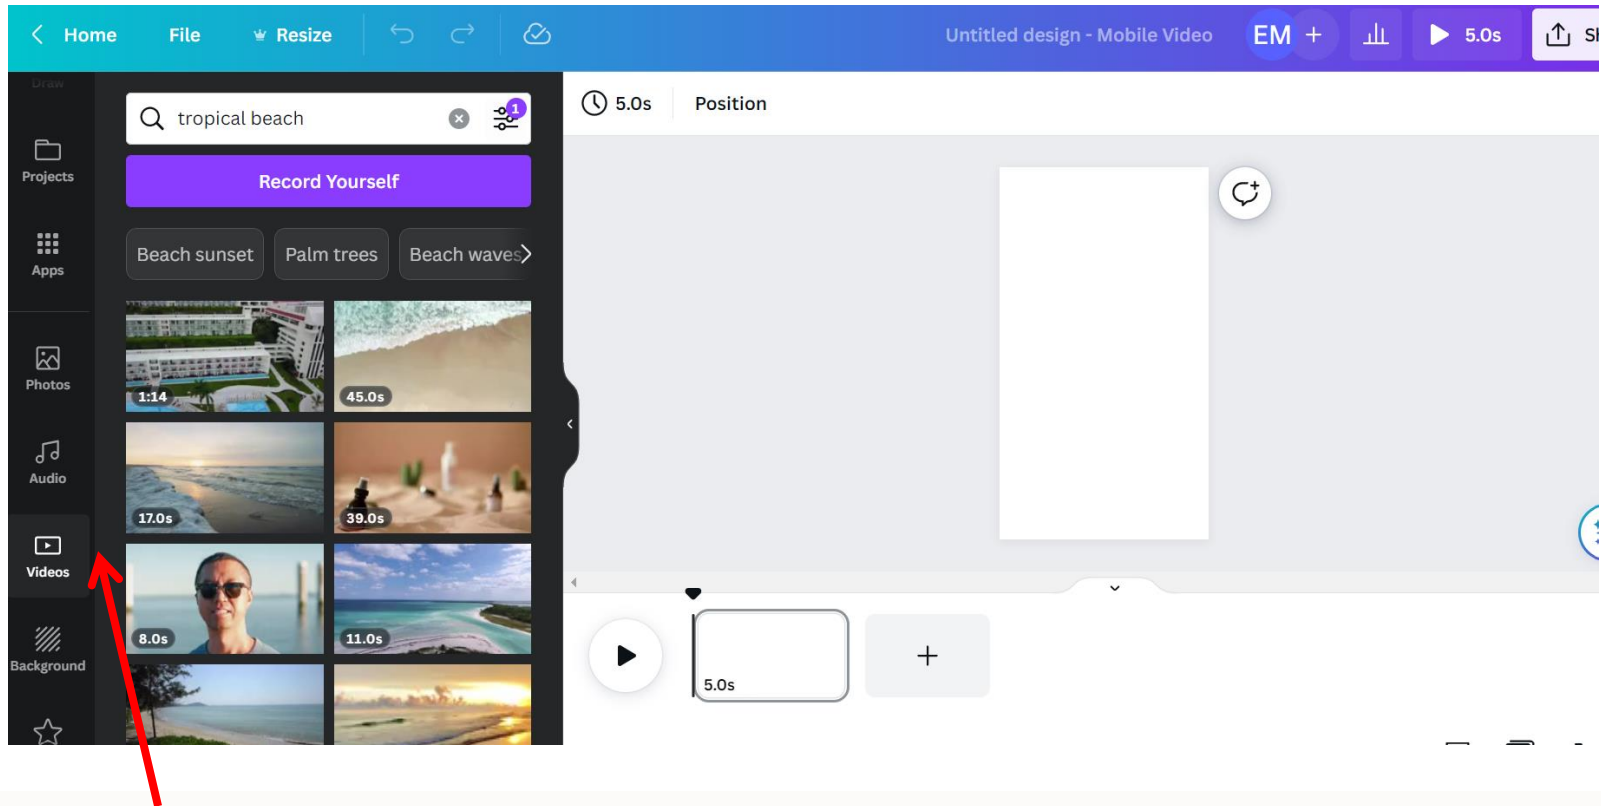 Home File Resize
Untitled design - Mobile Video EM + 5.0s
Draw
Projects
Apps
Photos
Audio
Videos
Background
tropical beach 1
Record Yourself
Beach sunset Palm trees Beach waves
1:14 45.0s
17.0s 39.0s
8.0s 11.0s
5.0s Position
5.0s